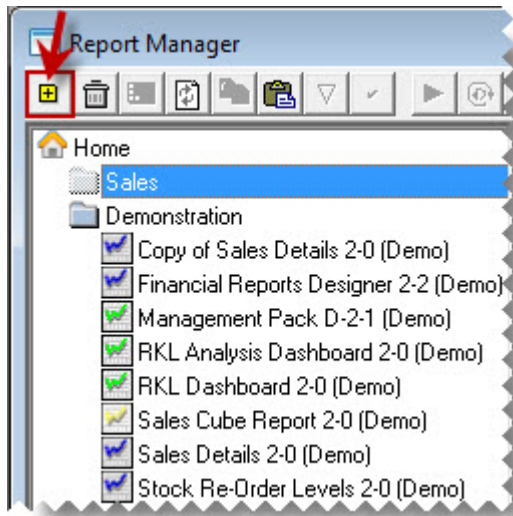 Report Manager
Home
Sales
Demonstration
Copy of Sales Details 2-0 (Demo)
Financial Reports Designer 2-2 (Demo)
Management Pack D-2-1 (Demo)
RKL Analysis Dashboard 2-0 (Demo)
RKL Dashboard 2-0 (Demo)
Sales Cube Report 2-0 (Demo)
Sales Details 2-0 (Demo)
Stock Re-Order Levels 2-0 (Demo)